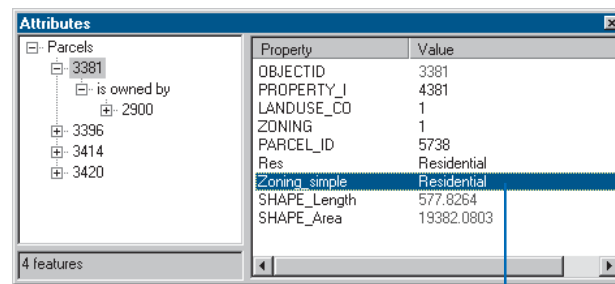 Attributes
Parcels
3381
is owned by
2900
3396
3414
3420
4 features
Property Value
OBJECTID 3381
PROPERTY_I 4381
LANDUSE_CO 1
ZONING 1
PARCEL_ID 5738
Res Residential
Zoning_simple Residential
SHAPE_Length 577.8264
SHAPE_Area 19382.0803